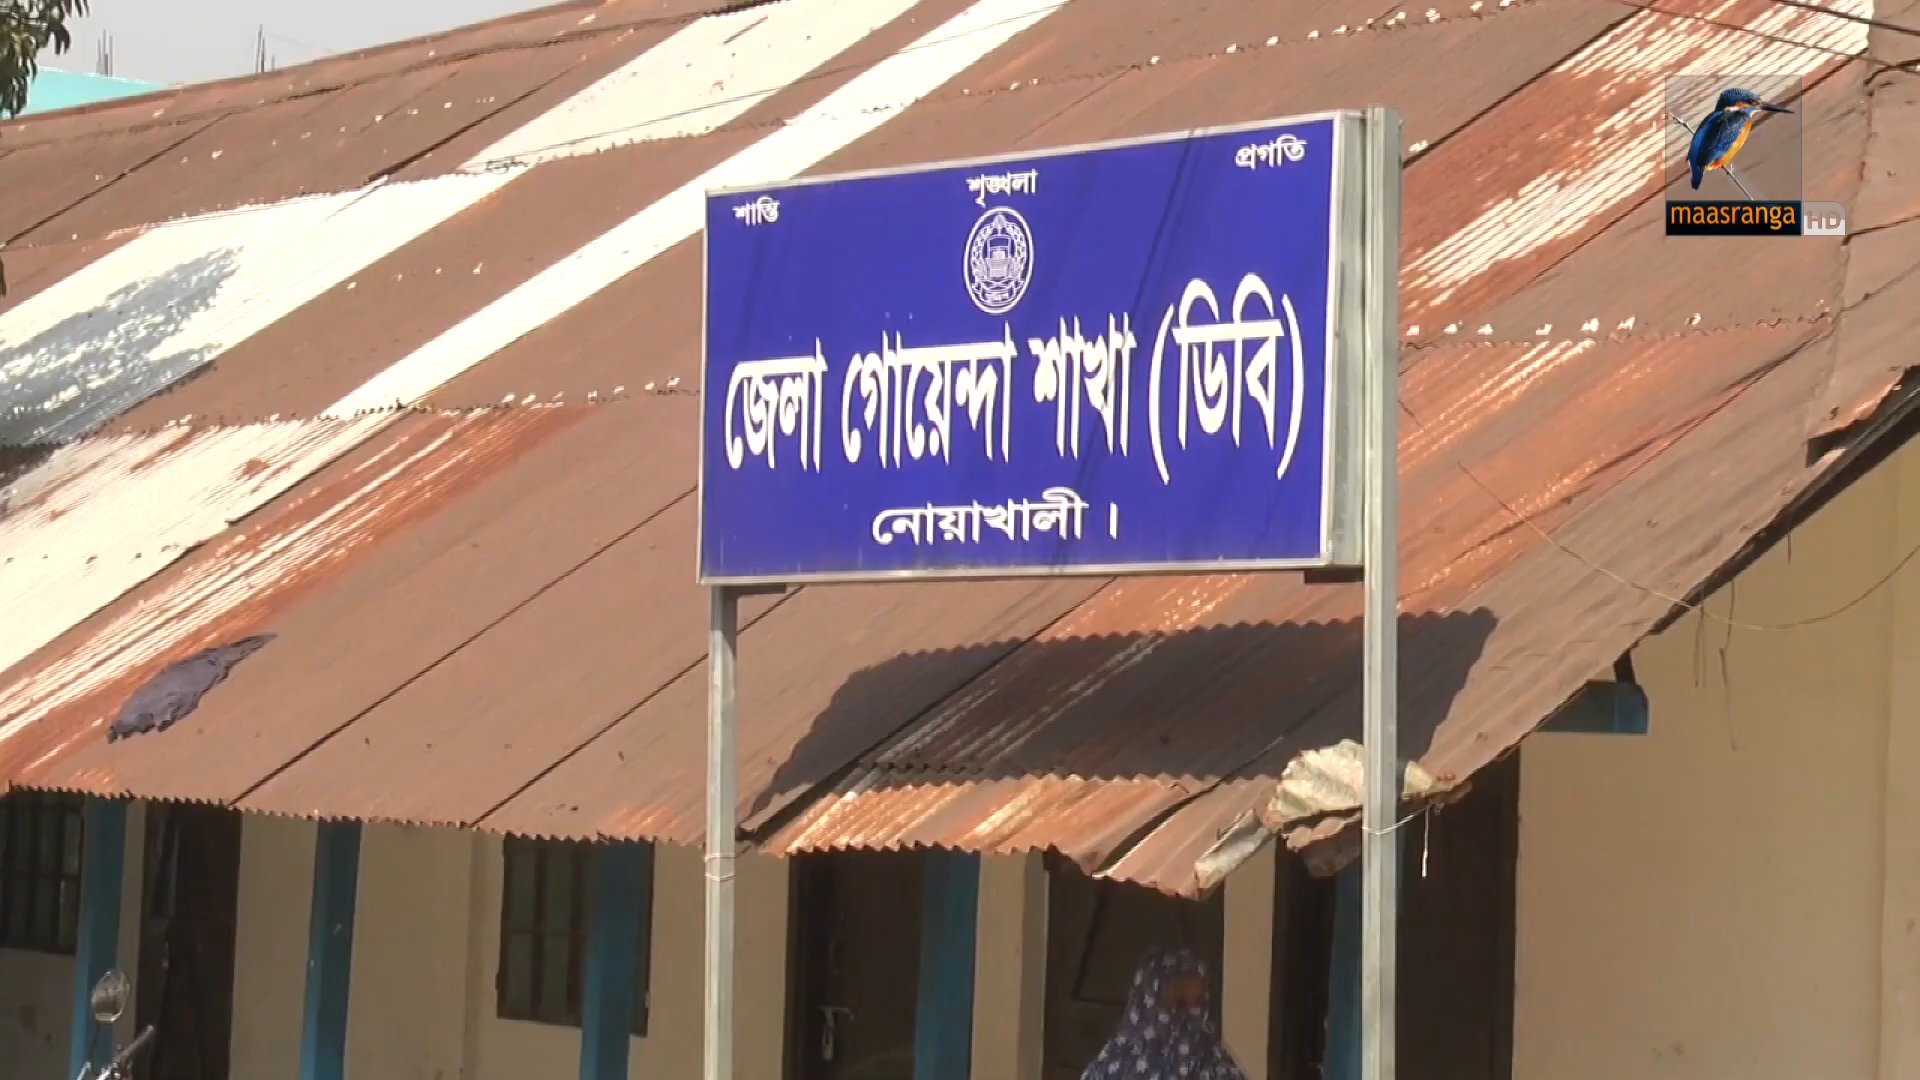 শান্তি শৃঙ্খলা প্রগতি
জেলা গোয়েন্দা শাখা (ডিবি)
নোয়াখালী ।
maasranga HD